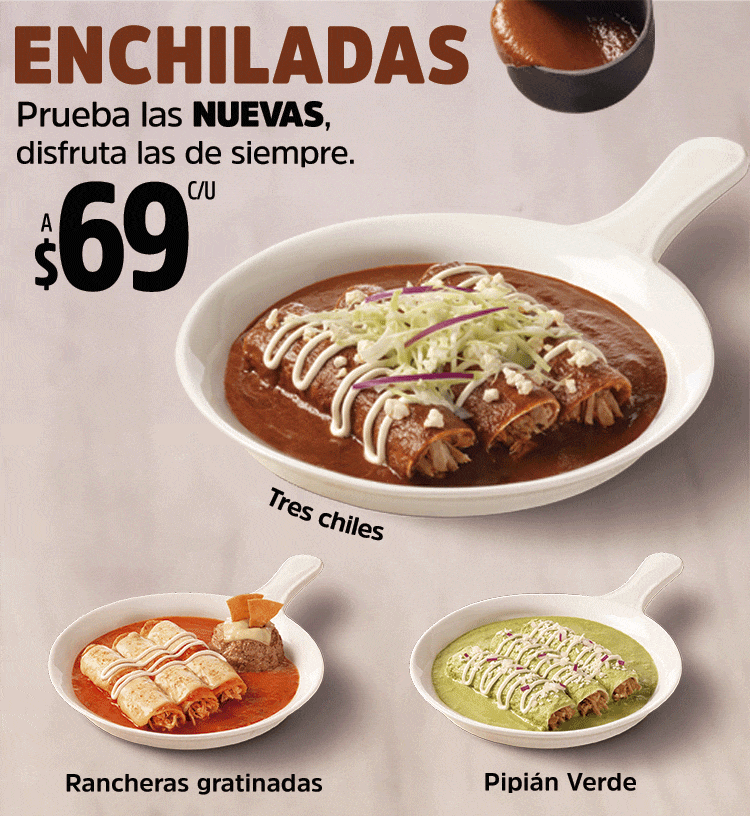 ENCHILADAS
Prueba las NUEVAS,
disfruta las de siempre.
A $69 C/U
Tres chiles
Rancheras gratinadas
Pipián Verde